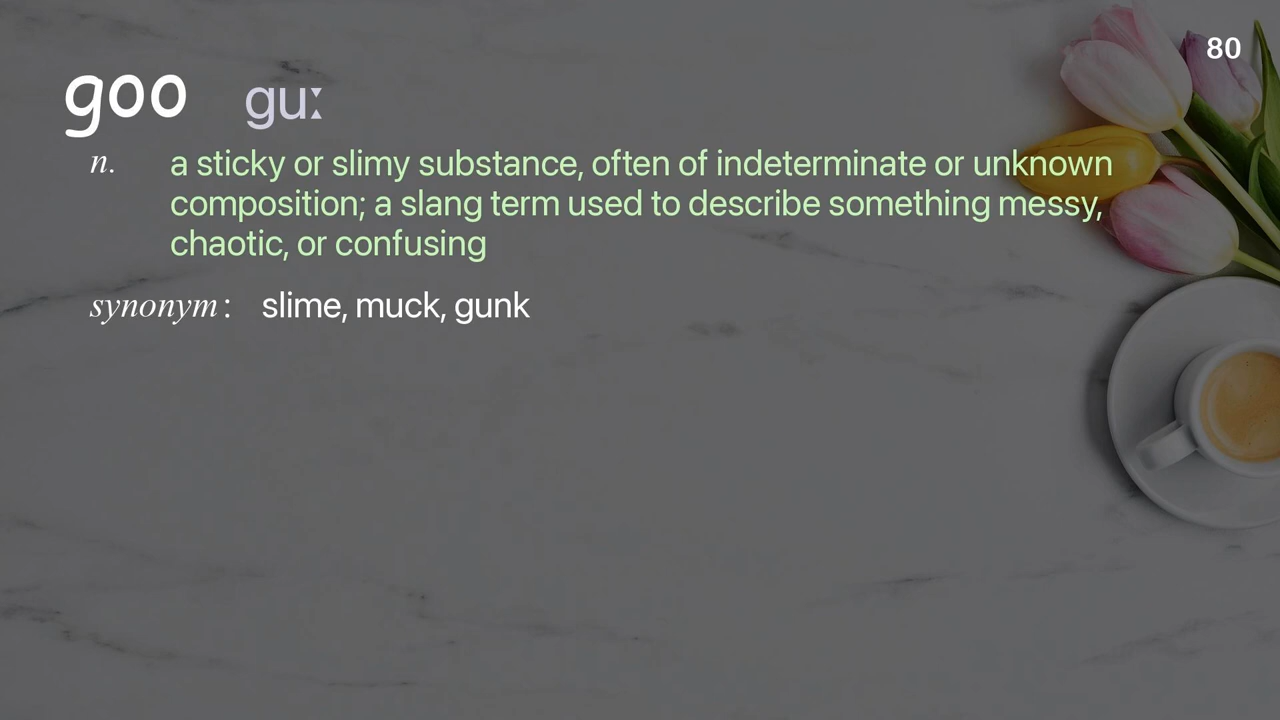 80
goo guː
n. a sticky or slimy substance, often of indeterminate or unknown
composition; a slang term used to describe something messy,
chaotic, or confusing
synonym: slime, muck, gunk